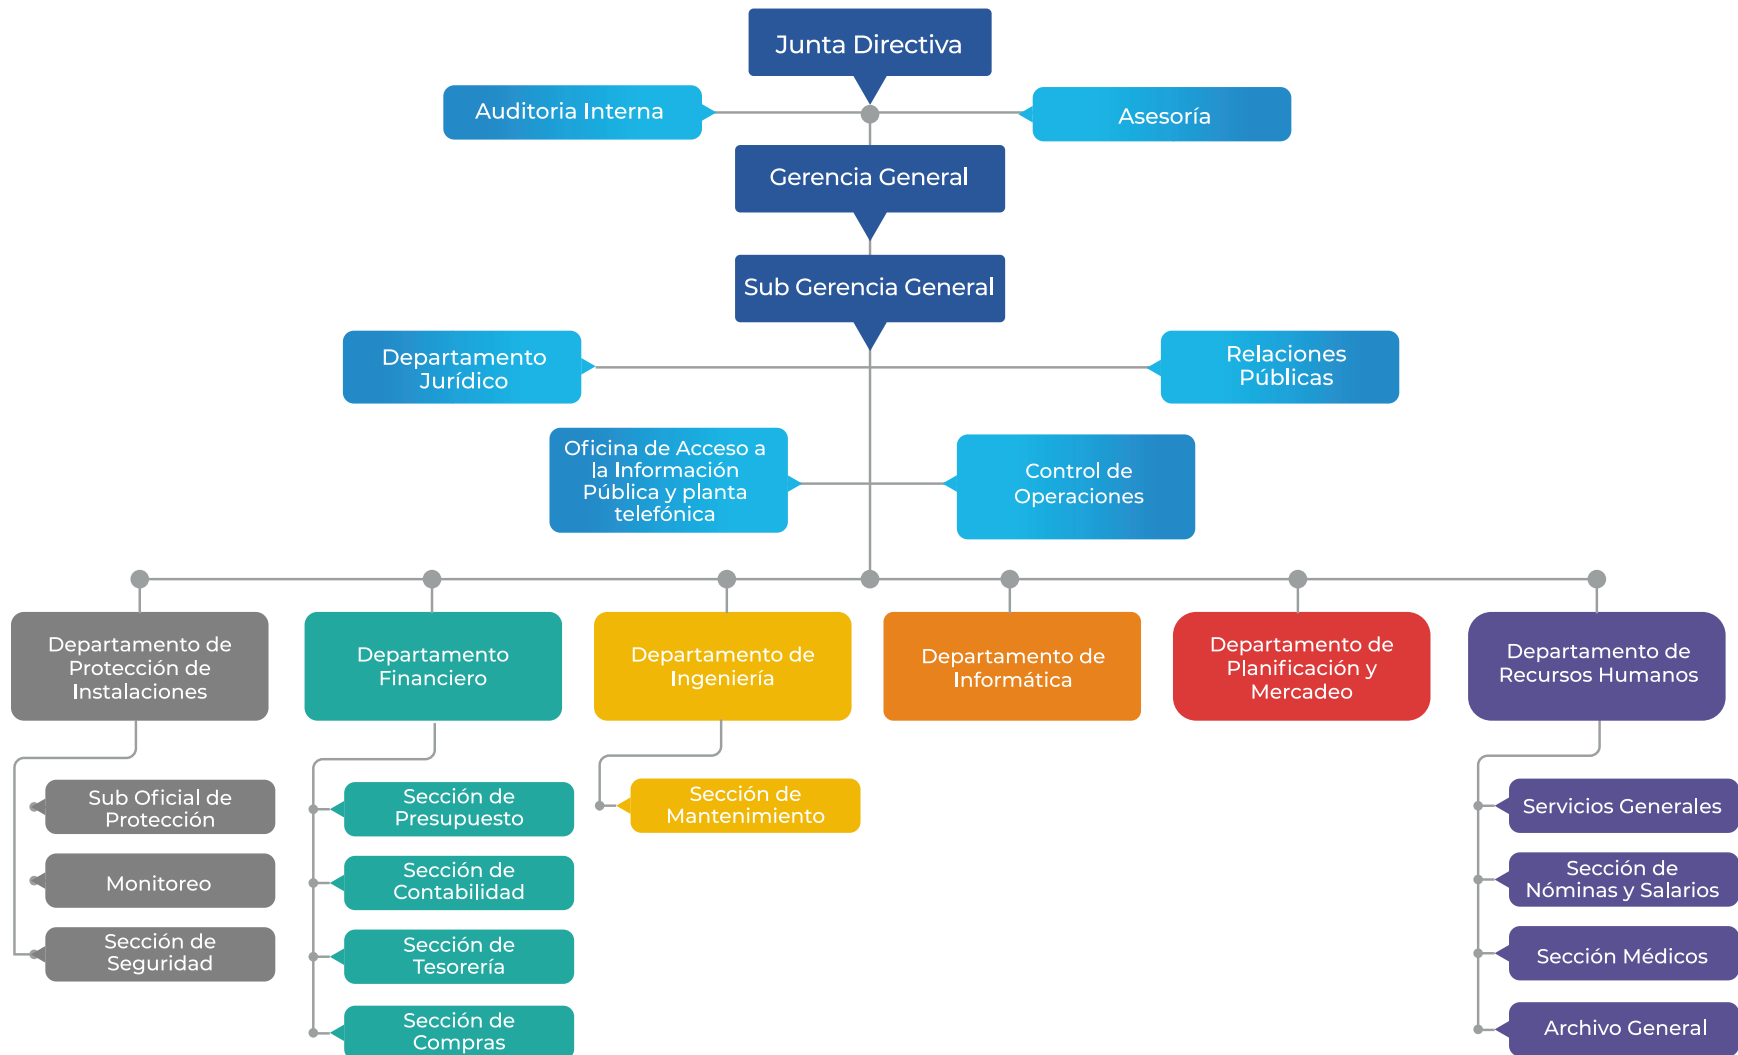 Junta Directiva
Auditoria Interna
Asesoría
Gerencia General
Sub Gerencia General
Departamento
Jurídico
Relaciones
Públicas
Oficina de Acceso a
la Información
Pública y planta
telefónica
Control de
Operaciones
Departamento de
Protección de
Instalaciones
Departamento
Financiero
Departamento de
Ingeniería
Departamento de
Informática
Departamento de
Planificación y
Mercadeo
Departamento de
Recursos Humanos
Sub Oficial de
Protección
Monitoreo
Sección de
Seguridad
Sección de
Presupuesto
Sección de
Contabilidad
Sección de
Tesorería
Sección de
Compras
Sección de
Mantenimiento
Servicios Generales
Sección de
Nóminas y Salarios
Sección Médicos
Archivo General